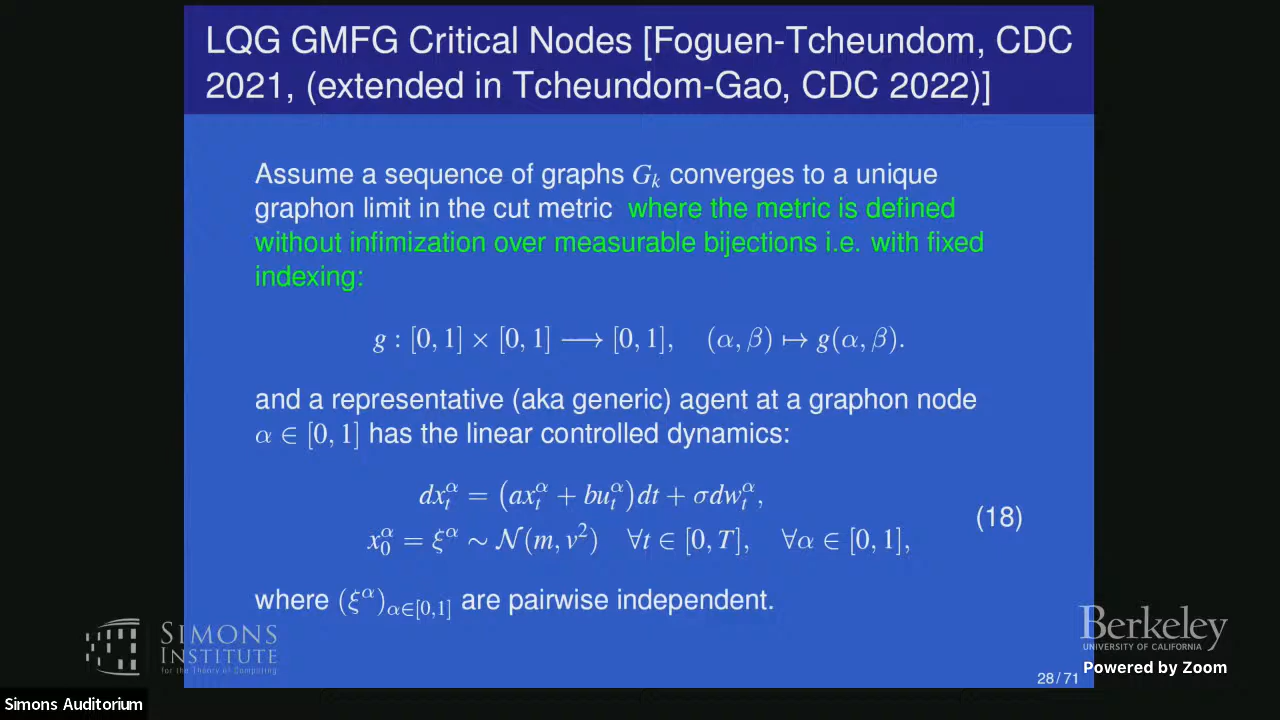 LQG GMFG Critical Nodes [Foguen-Tcheundom, CDC
2021, (extended in Tcheundom-Gao, CDC 2022)]
Assume a sequence of graphs G_k converges to a unique
graphon limit in the cut metric where the metric is defined
without infimization over measurable bijections i.e. with fixed
indexing:
g : [0, 1] × [0, 1] ⟶ [0, 1], (α, β) ↦ g(α, β).
and a representative (aka generic) agent at a graphon node
α ∈ [0, 1] has the linear controlled dynamics:
dx_t^α = (ax_t^α + bu_t^α)dt + σdw_t^α,
(18)
x_0^α = ξ^α ∼ N(m, ν²) ∀t ∈ [0, T], ∀α ∈ [0, 1],
where (ξ^α)_{α∈[0,1]} are pairwise independent.
SIMONS
INSTITUTE
for the Theory of Computing
Berkeley
UNIVERSITY OF CALIFORNIA
Powered by Zoom
28 / 71
Simons Auditorium